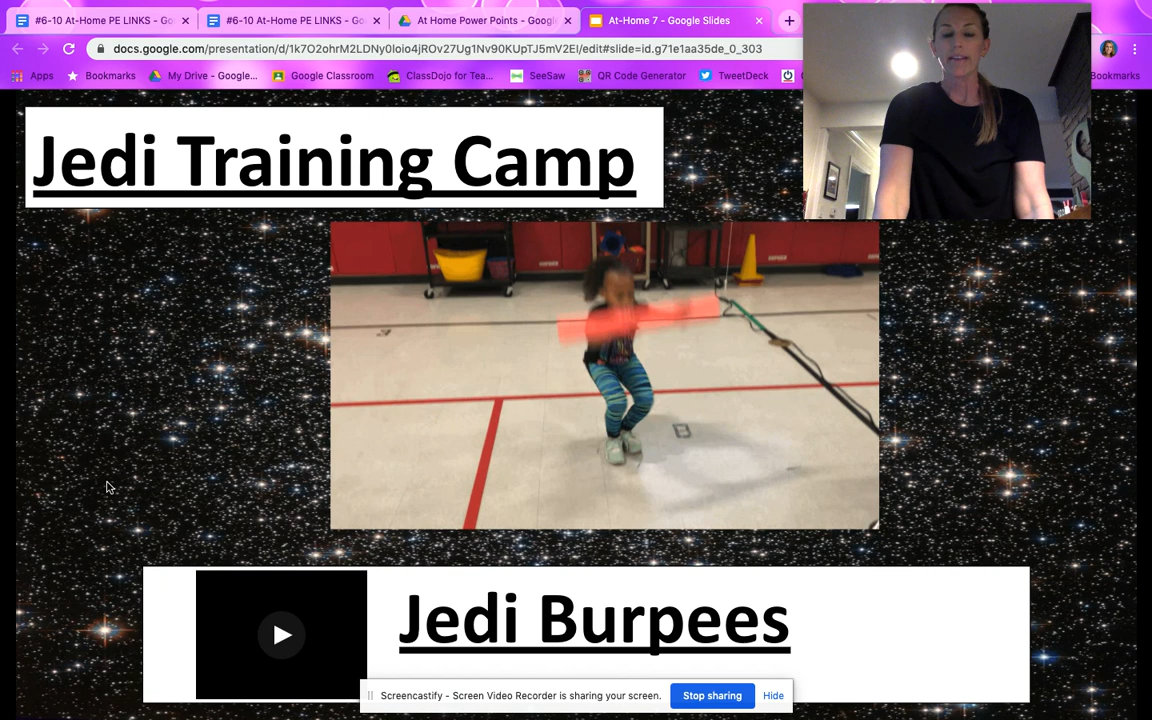 #6-10 At-Home PE LINKS - Go
#6-10 At-Home PE LINKS - Go
At Home Power Points - Google
At-Home 7 - Google Slides
docs.google.com/presentation/d/1k7O2ohrM2LDNy0loio4jROv27Ug1Nv90KUpTJ5mV2EI/edit#slide=id.g71e1aa35de_0_303
Apps
Bookmarks
My Drive - Google...
Google Classroom
ClassDojo for Tea...
SeeSaw
QR Code Generator
TweetDeck
Bookmarks
Jedi Training Camp
B
Jedi Burpees
Screencastify - Screen Video Recorder is sharing your screen.
Stop sharing
Hide